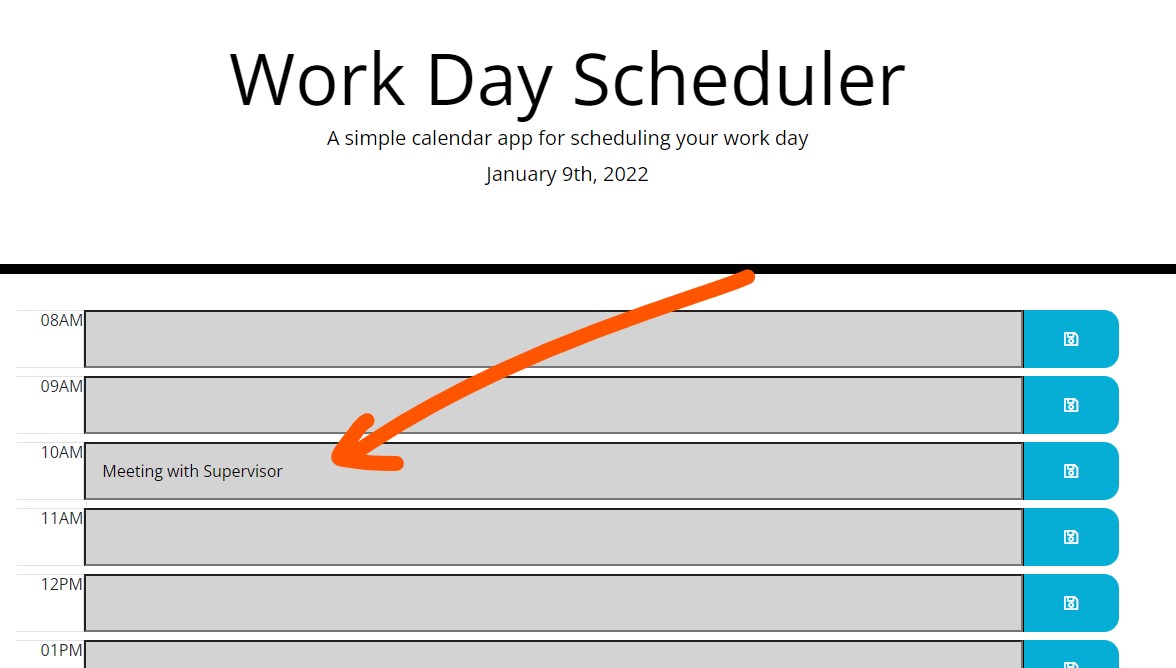 Work Day Scheduler
A simple calendar app for scheduling your work day
January 9th, 2022
08AM
09AM
10AM
Meeting with Supervisor
11AM
12PM
01PM